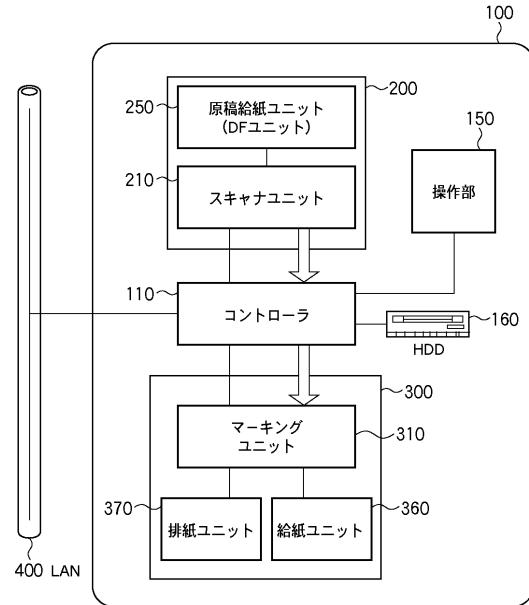 100
250
原稿給紙ユニット
(DFユニット)
200
150
210
スキャナユニット
操作部
110
コントローラ
160
HDD
300
マーキング
ユニット
310
370
排紙ユニット
給紙ユニット
360
400 LAN